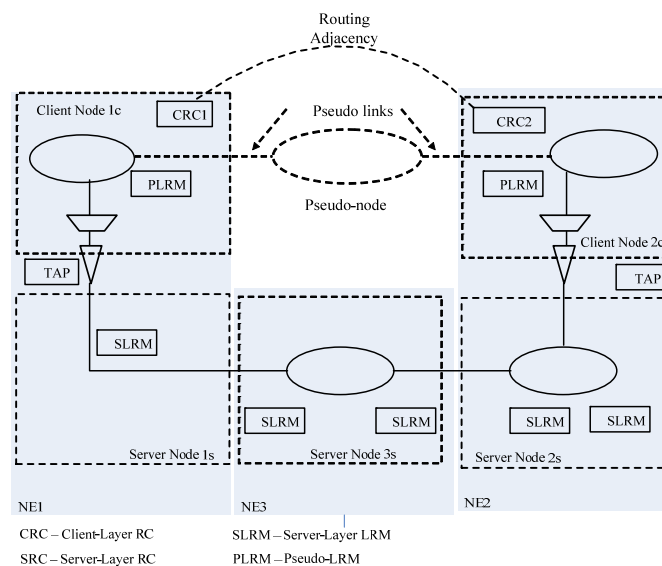 Routing
Adjacency
Client Node 1c
CRC1
Pseudo links
CRC2
PLRM
PLRM
Pseudo-node
Client Node 2c
TAP
TAP
SLRM
SLRM
SLRM
SLRM
SLRM
Server Node 1s
Server Node 3s
Server Node 2s
NE1
NE3
NE2
CRC – Client-Layer RC
SLRM – Server-Layer LRM
SRC – Server-Layer RC
PLRM – Pseudo-LRM